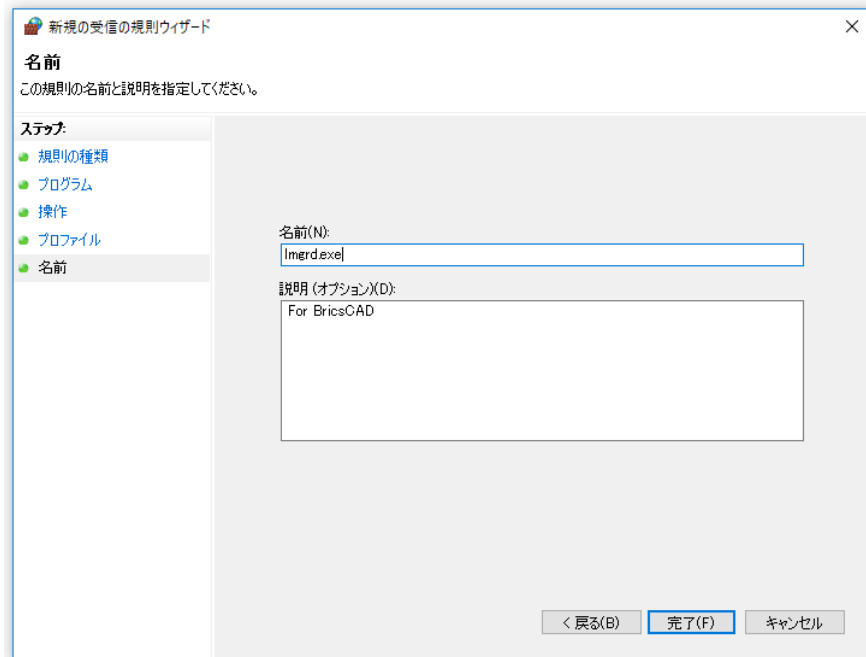 新規の受信の規則ウィザード
名前
この規則の名前と説明を指定してください。
ステップ:
規則の種類
プログラム
操作
プロファイル
名前
名前(N):
lmgrd.exe
説明 (オプション)(D):
For BricsCAD
< 戻る(B)
完了(F)
キャンセル